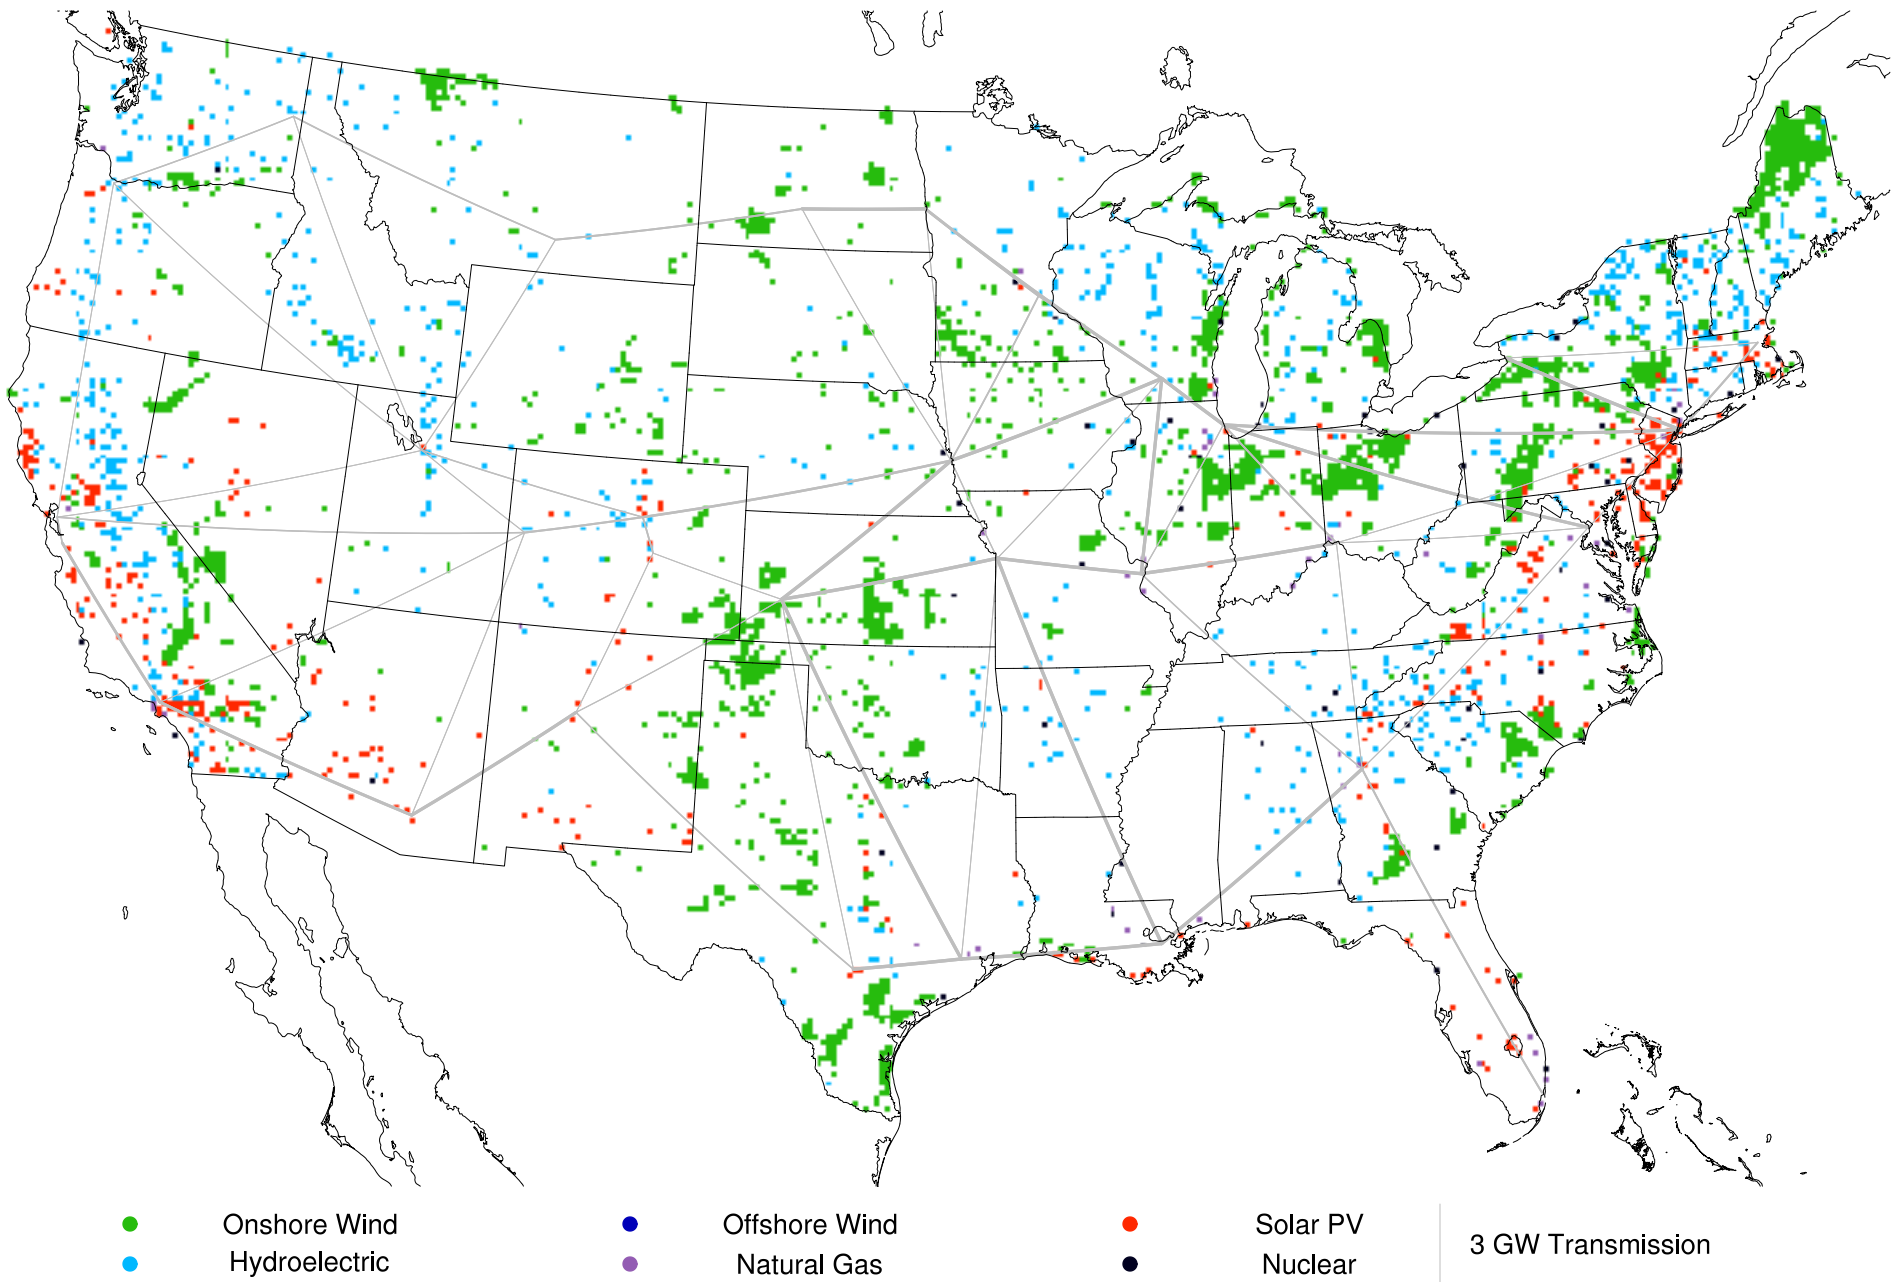 Onshore Wind
Offshore Wind
Solar PV
Hydroelectric
Natural Gas
Nuclear
3 GW Transmission